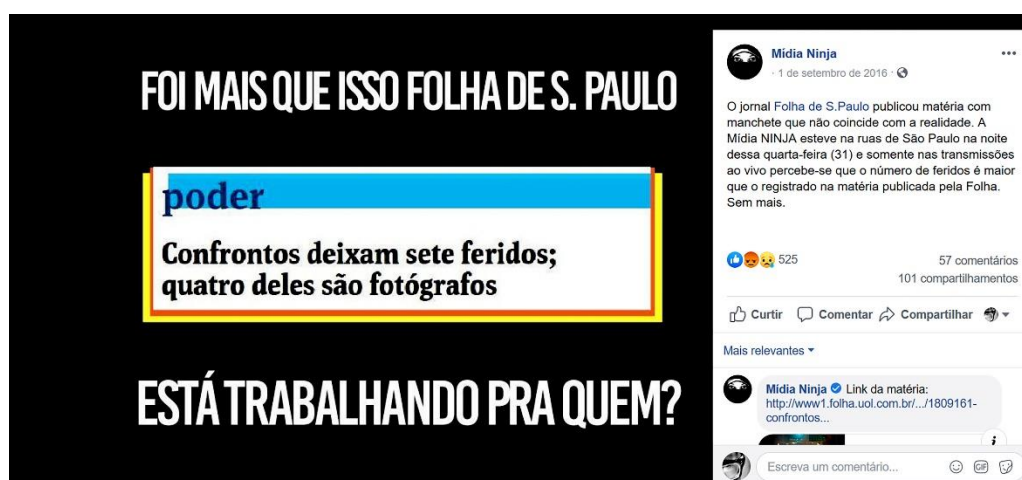 FOI MAIS QUE ISSO FOLHA DE S. PAULO
poder
Confrontos deixam sete feridos;
quatro deles são fotógrafos
ESTÁ TRABALHANDO PRA QUEM?
Mídia Ninja
· 1 de setembro de 2016 ·
O jornal Folha de S.Paulo publicou matéria com
manchete que não coincide com a realidade. A
Mídia NINJA esteve na ruas de São Paulo na noite
dessa quarta-feira (31) e somente nas transmissões
ao vivo percebe-se que o número de feridos é maior
que o registrado na matéria publicada pela Folha.
Sem mais.
525
57 comentários
101 compartilhamentos
Curtir Comentar Compartilhar
Mais relevantes
Mídia Ninja Link da matéria:
http://www1.folha.uol.com.br/.../1809161-
confrontos...
i
Escreva um comentário...
GIF